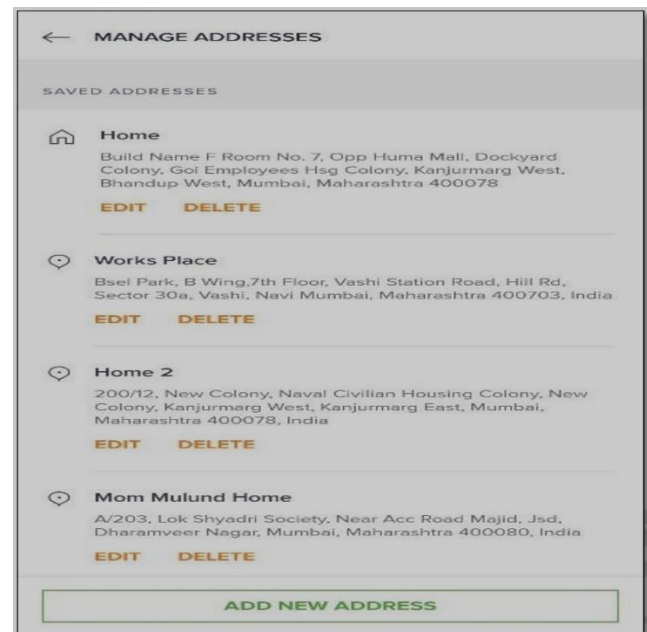 MANAGE ADDRESSES
SAVED ADDRESSES
Home
Build Name F Room No. 7, Opp Huma Mall, Dockyard
Colony, Goi Employees Hsg Colony, Kanjurmarg West,
Bhandup West, Mumbai, Maharashtra 400078
EDIT DELETE
Works Place
Bsel Park, B Wing,7th Floor, Vashi Station Road, Hill Rd,
Sector 30a, Vashi, Navi Mumbai, Maharashtra 400703, India
EDIT DELETE
Home 2
200/12, New Colony, Naval Civilian Housing Colony, New
Colony, Kanjurmarg West, Kanjurmarg East, Mumbai,
Maharashtra 400078, India
EDIT DELETE
Mom Mulund Home
A/203, Lok Shyadri Society, Near Acc Road Majid, Jsd,
Dharamveer Nagar, Mumbai, Maharashtra 400080, India
EDIT DELETE
ADD NEW ADDRESS